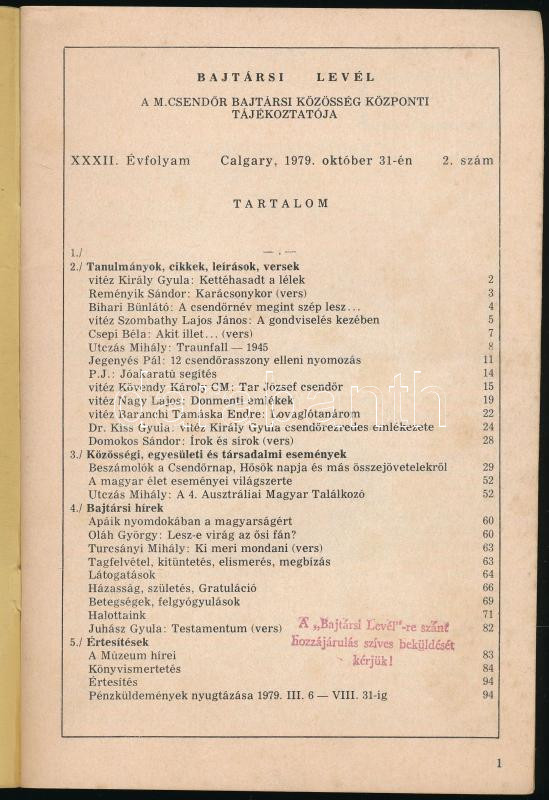 BAJTÁRSI LEVÉL
A M.CSENDŐR BAJTÁRSI KÖZÖSSÉG KÖZPONTI
TÁJÉKOZTATÓJA
XXXII. Évfolyam Calgary, 1979. október 31-én 2. szám
TARTALOM
1./ — . —
2./ Tanulmányok, cikkek, leírások, versek
vitéz Király Gyula: Kettéhasadt a lélek 2
Reményik Sándor: Karácsonykor (vers) 3
Bihari Bünlátó: A csendőrnév megint szép lesz... 4
vitéz Szombathy Lajos János: A gondviselés kezében 5
Csepi Béla: Akit illet... (vers) 7
Utczás Mihály: Traunfall — 1945 8
Jegenyés Pál: 12 csendőrasszony elleni nyomozás 11
P.J.: Jóakaratú segítés 14
vitéz Kövendy Károly CM: Tar József csendőr 15
vitéz Nagy Lajos: Donmenti emlékek 19
vitéz Baranchi Tamáska Endre: Lovaglótanárom 22
Dr. Kiss Gyula: vitéz Király Gyula csendőrezredes emlékezete 24
Domokos Sándor: Írok és sírok (vers) 28
3./ Közösségi, egyesületi és társadalmi események
Beszámolók a Csendőrnap, Hősök napja és más összejövetelekről 29
A magyar élet eseményei világszerte 52
Utczás Mihály: A 4. Ausztráliai Magyar Találkozó 52
4./ Bajtársi hírek
Apáik nyomdokában a magyarságért 60
Oláh György: Lesz-e virág az ősi fán? 60
Turcsányi Mihály: Ki meri mondani (vers) 63
Tagfelvétel, kitüntetés, elismerés, megbízás 63
Látogatások 64
Házasság, születés, Gratuláció 66
Betegségek, felgyógyulások 69
Halottaink 71
Juhász Gyula: Testamentum (vers) 82
5./ Értesítések
A Múzeum hírei 83
Könyvismertetés 84
Értesítés 94
Pénzküldemények nyugtázása 1979. III. 6 — VIII. 31-ig 94
A „Bajtársi Levél"-re szánt
hozzájárulás szíves beküldését
kérjük!
1